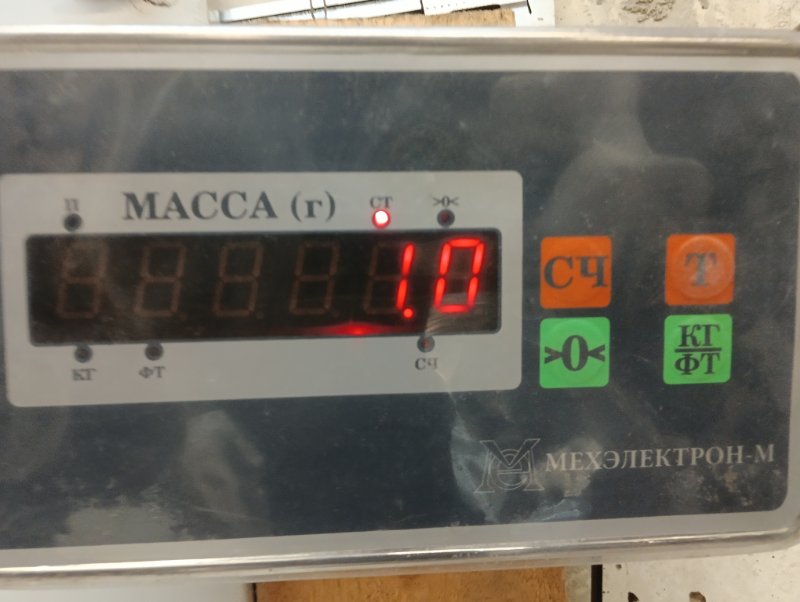 П МАССА (г) СТ >0<
1.0
КГ ФТ СЧ
СЧ Т
>0< КГ
ФТ
МЕХЭЛЕКТРОН-М